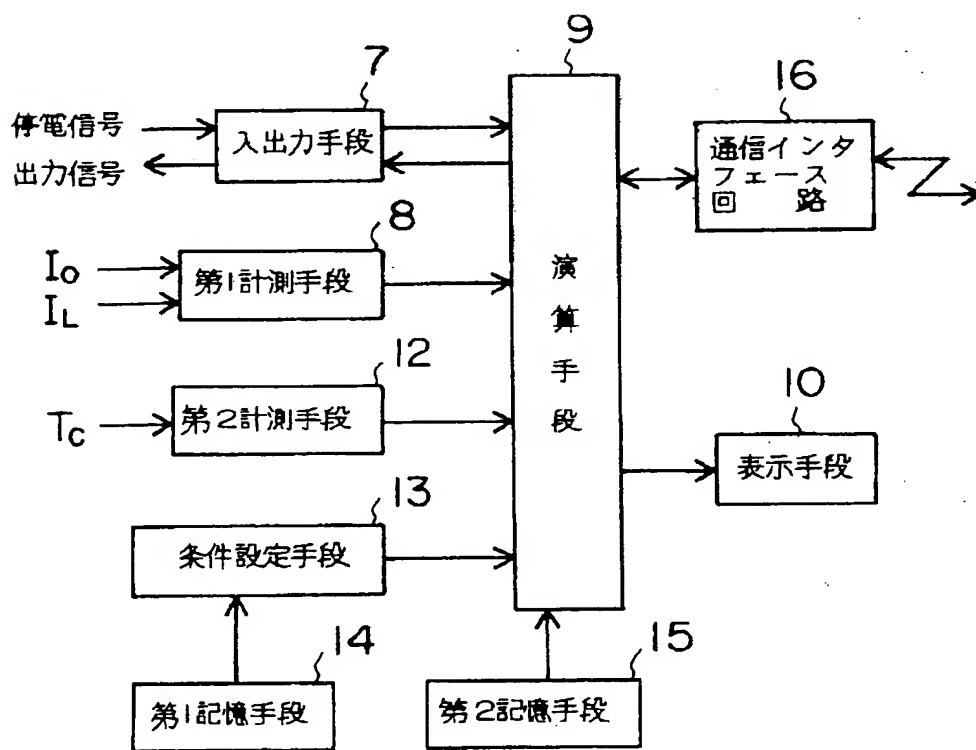 9
7
16
停電信号
入出力手段
出力信号
通信インタ
フェース
回 路
8
I₀
第1計測手段
I_L
演
算
手
段
12
T_C
第2計測手段
10
表示手段
13
条件設定手段
14
第1記憶手段
15
第2記憶手段